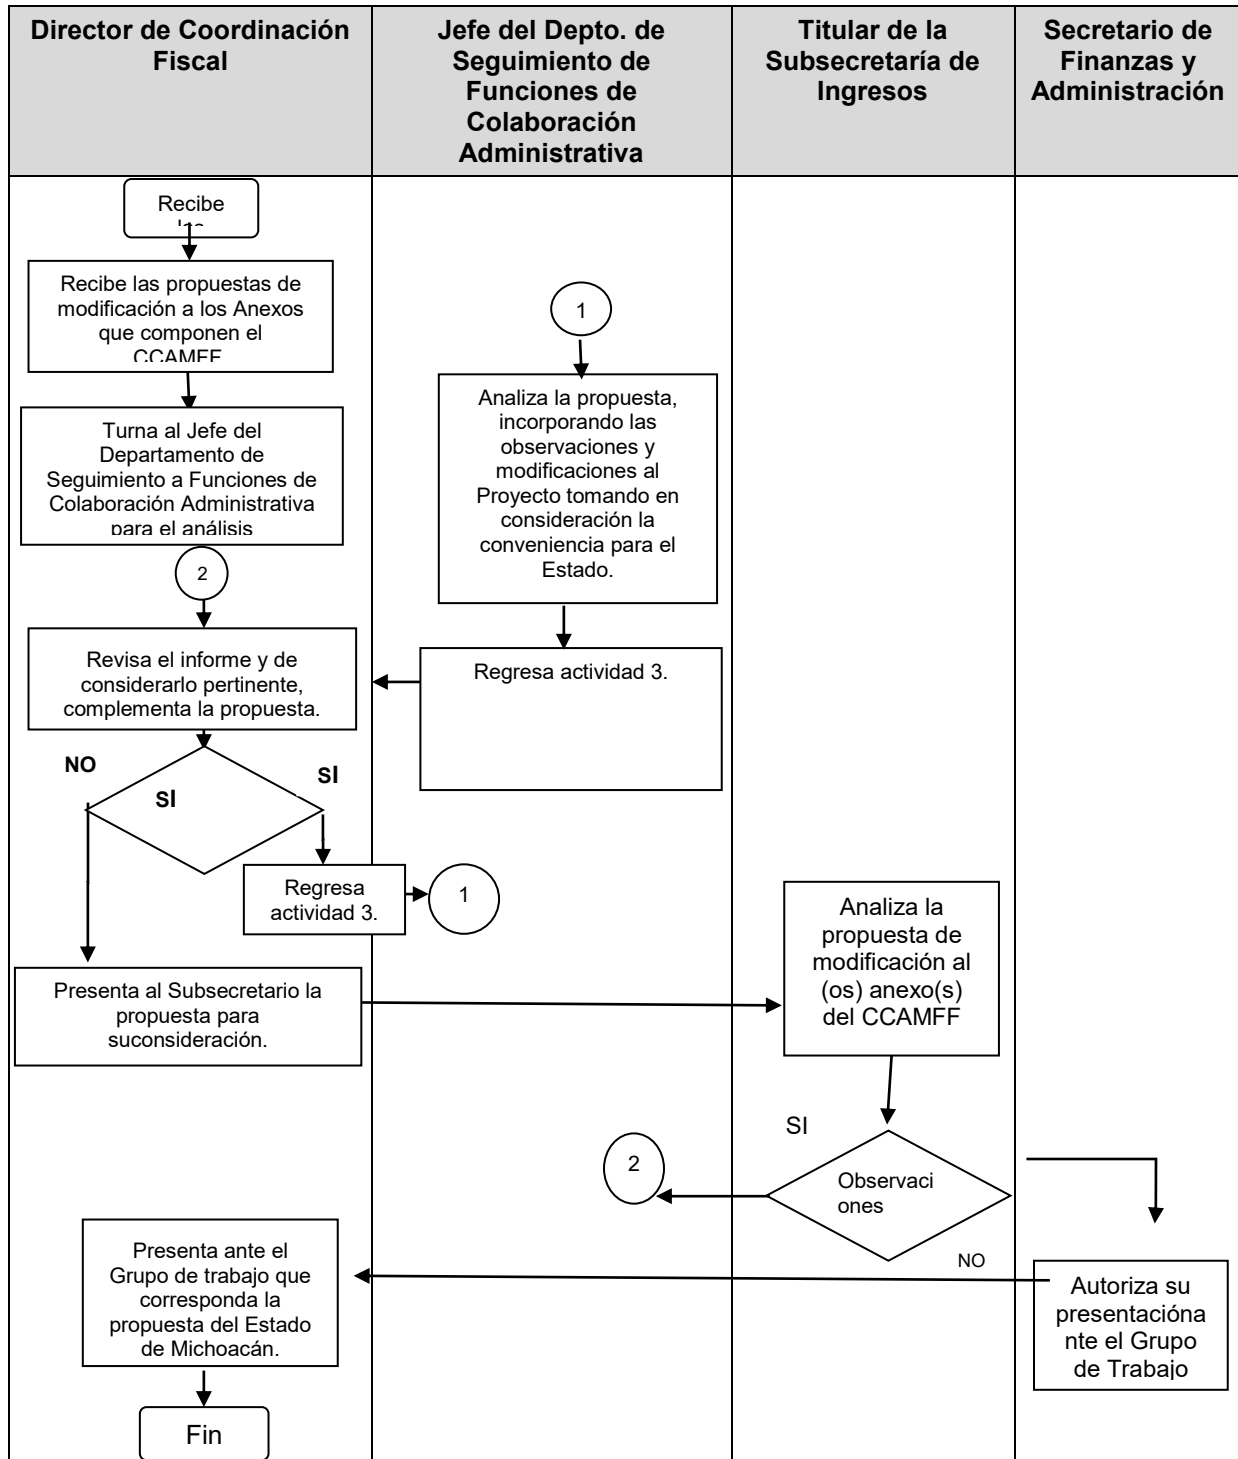 Director de Coordinación
Fiscal
Jefe del Depto. de
Seguimiento de
Funciones de
Colaboración
Administrativa
Titular de la
Subsecretaría de
Ingresos
Secretario de
Finanzas y
Administración
Recibe
Recibe las propuestas de
modificación a los Anexos
que componen el
CCAMFF
Turna al Jefe del
Departamento de
Seguimiento a Funciones de
Colaboración Administrativa
para el análisis
2
Revisa el informe y de
considerarlo pertinente,
complementa la propuesta.
NO
SI
SI
Regresa
actividad 3.
1
Presenta al Subsecretario la
propuesta para
suconsideración.
1
Analiza la propuesta,
incorporando las
observaciones y
modificaciones al
Proyecto tomando en
consideración la
conveniencia para el
Estado.
Regresa actividad 3.
Analiza la
propuesta de
modificación al
(os) anexo(s)
del CCAMFF
SI
2
Observaci
ones
NO
Autoriza su
presentacióna
nte el Grupo
de Trabajo
Presenta ante el
Grupo de trabajo que
corresponda la
propuesta del Estado
de Michoacán.
Fin